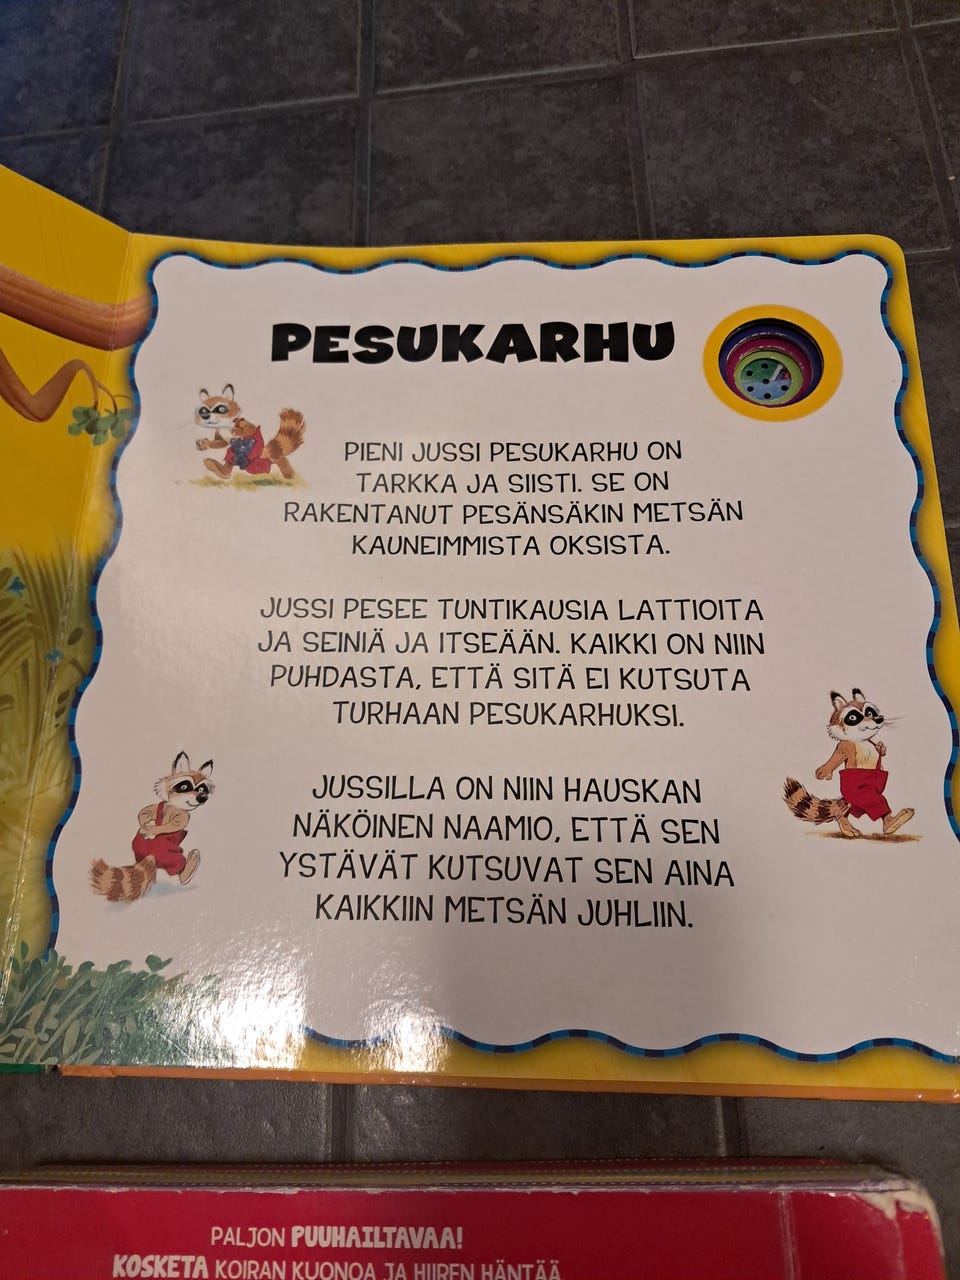 PESUKARHU
PIENI JUSSI PESUKARHU ON
TARKKA JA SIISTI. SE ON
RAKENTANUT PESÄNSÄKIN METSÄN
KAUNEIMMISTA OKSISTA.
JUSSI PESEE TUNTIKAUSIA LATTIOITA
JA SEINIÄ JA ITSEÄÄN. KAIKKI ON NIIN
PUHDASTA, ETTÄ SITÄ EI KUTSUTA
TURHAAN PESUKARHUKSI.
JUSSILLA ON NIIN HAUSKAN
NÄKÖINEN NAAMIO, ETTÄ SEN
YSTÄVÄT KUTSUVAT SEN AINA
KAIKKIIN METSÄN JUHLIIN.
PALJON PUUHAILTAVAA!
KOSKETA KOIRAN KUONOA JA HIIREN HÄNTÄÄ